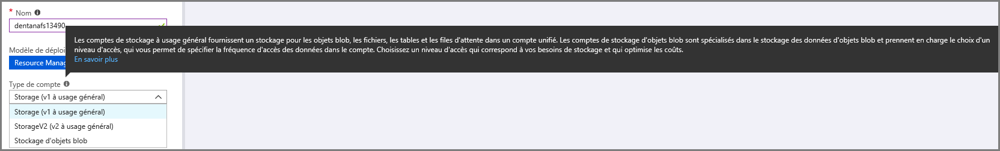 * Nom
dentanafs13490
Les comptes de stockage à usage général fournissent un stockage pour les objets blob, les fichiers, les tables et les files d'attente dans un compte unifié. Les comptes de stockage d'objets blob sont spécialisés dans le stockage des données d'objets blob et prennent en charge le choix d'un
Modèle de déploi
niveau d'accès, qui vous permet de spécifier la fréquence d'accès des données dans le compte. Choisissez un niveau d'accès qui correspond à vos besoins de stockage et qui optimise les coûts.
Resource Manag
En savoir plus
Type de compte
Storage (v1 à usage général)
Storage (v1 à usage général)
StorageV2 (v2 à usage général)
Stockage d'objets blob